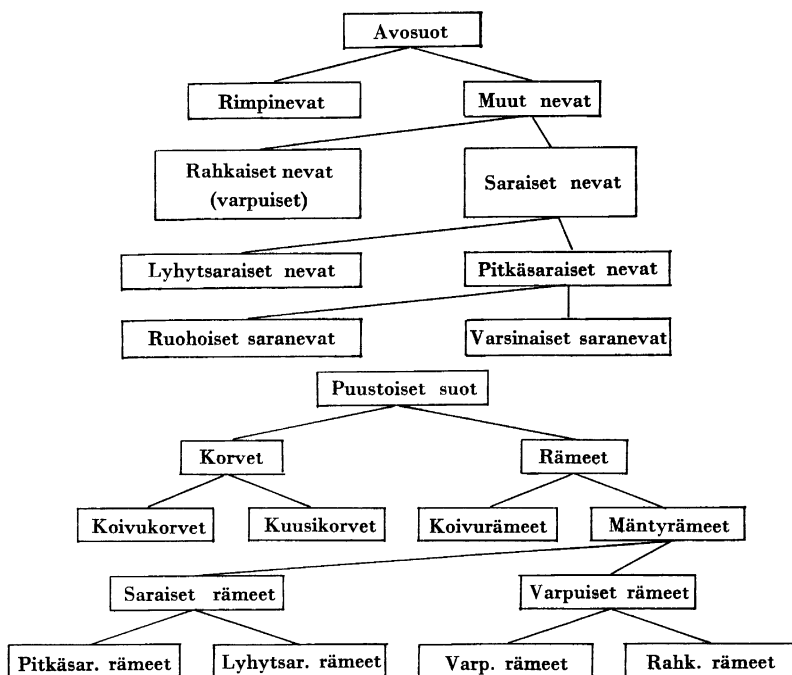 Avosuot
Rimpinevat
Muut nevat
Rahkaiset nevat
(varpuiset)
Saraiset nevat
Lyhytsaraiset nevat
Pitkäsaraiset nevat
Ruohoiset saranevat
Varsinaiset saranevat
Puustoiset suot
Korvet
Rämeet
Koivukorvet
Kuusikorvet
Koivurämeet
Mäntyrämeet
Saraiset rämeet
Varpuiset rämeet
Pitkäsar. rämeet
Lyhytsar. rämeet
Varp. rämeet
Rahk. rämeet